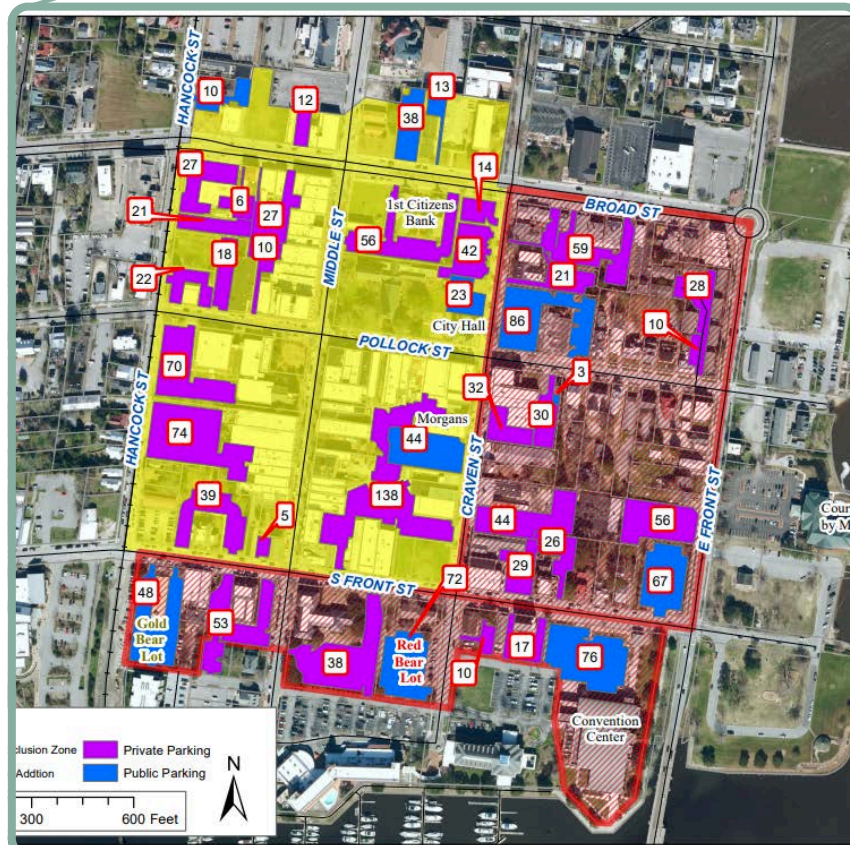 HANCOCK ST
10
12
38
13
27
14
21
6
27
1st Citizens
Bank
BROAD ST
MIDDLE ST
56
42
59
18
10
21
22
28
23
City Hall
86
10
POLLOCK ST
70
3
32
30
Morgans
44
74
HANCOCK ST
CRAVEN ST
138
39
5
44
56
E FRONT ST
Cour
by M
26
29
67
S FRONT ST
72
48
Gold
Bear
Lot
53
38
Red
Bear
Lot
10
17
76
Convention
Center
clusion Zone
Private Parking
Addtion
Public Parking
N
300
600 Feet